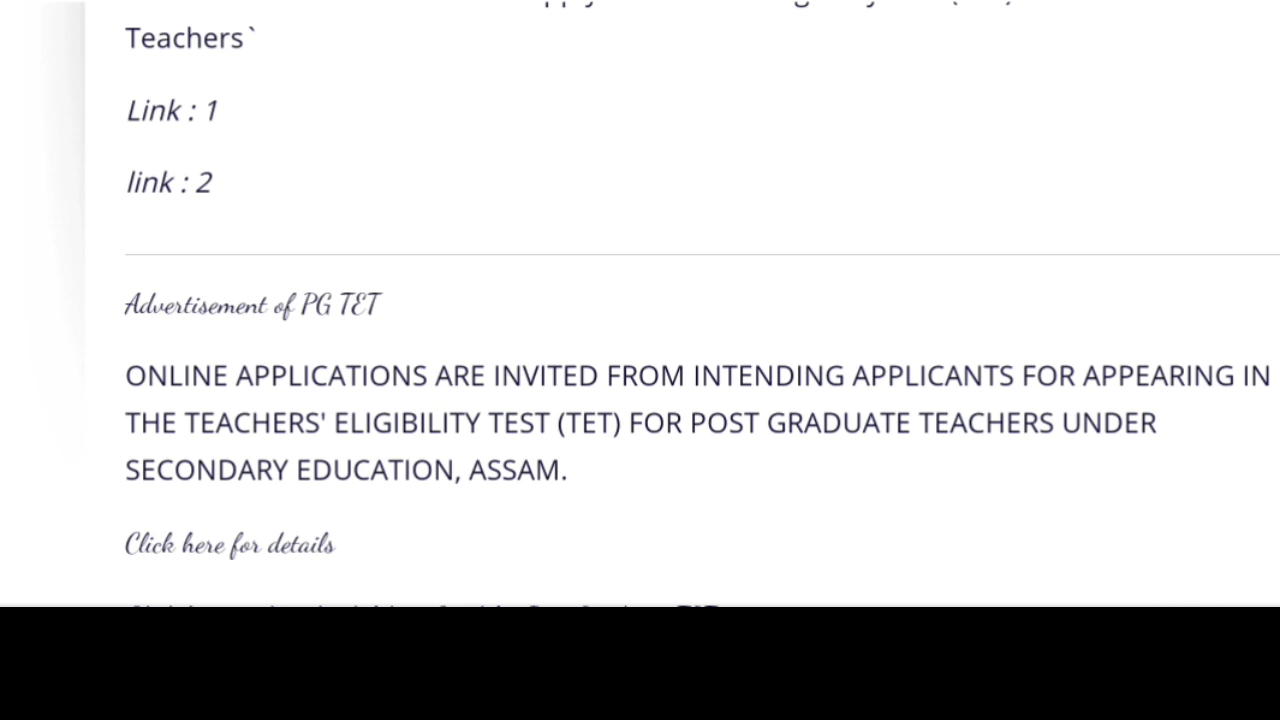 Teachers`
Link : 1
link : 2
Advertisement of PG TET
ONLINE APPLICATIONS ARE INVITED FROM INTENDING APPLICANTS FOR APPEARING IN
THE TEACHERS' ELIGIBILITY TEST (TET) FOR POST GRADUATE TEACHERS UNDER
SECONDARY EDUCATION, ASSAM.
Click here for details